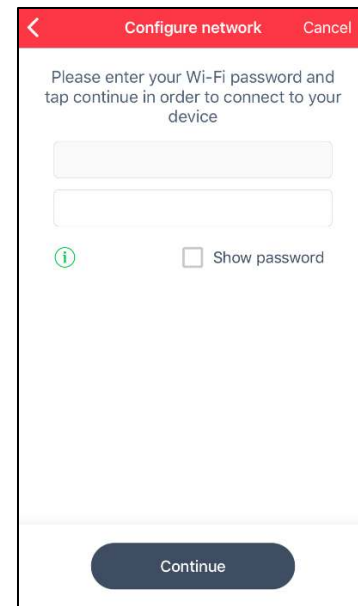 Configure network Cancel
Please enter your Wi-Fi password and
tap continue in order to connect to your
device
i Show password
Continue